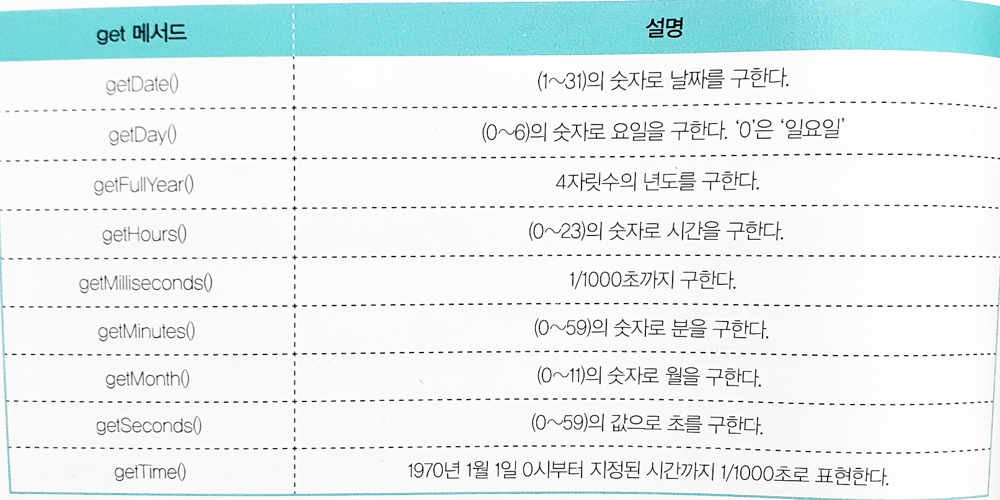 get 메서드 설명
getDate() (1~31)의 숫자로 날짜를 구한다.
getDay() (0~6)의 숫자로 요일을 구한다. ‘0’은 ‘일요일’
getFullYear() 4자릿수의 년도를 구한다.
getHours() (0~23)의 숫자로 시간을 구한다.
getMilliseconds() 1/1000초까지 구한다.
getMinutes() (0~59)의 숫자로 분을 구한다.
getMonth() (0~11)의 숫자로 월을 구한다.
getSeconds() (0~59)의 값으로 초를 구한다.
getTime() 1970년 1월 1일 0시부터 지정된 시간까지 1/1000초로 표현한다.